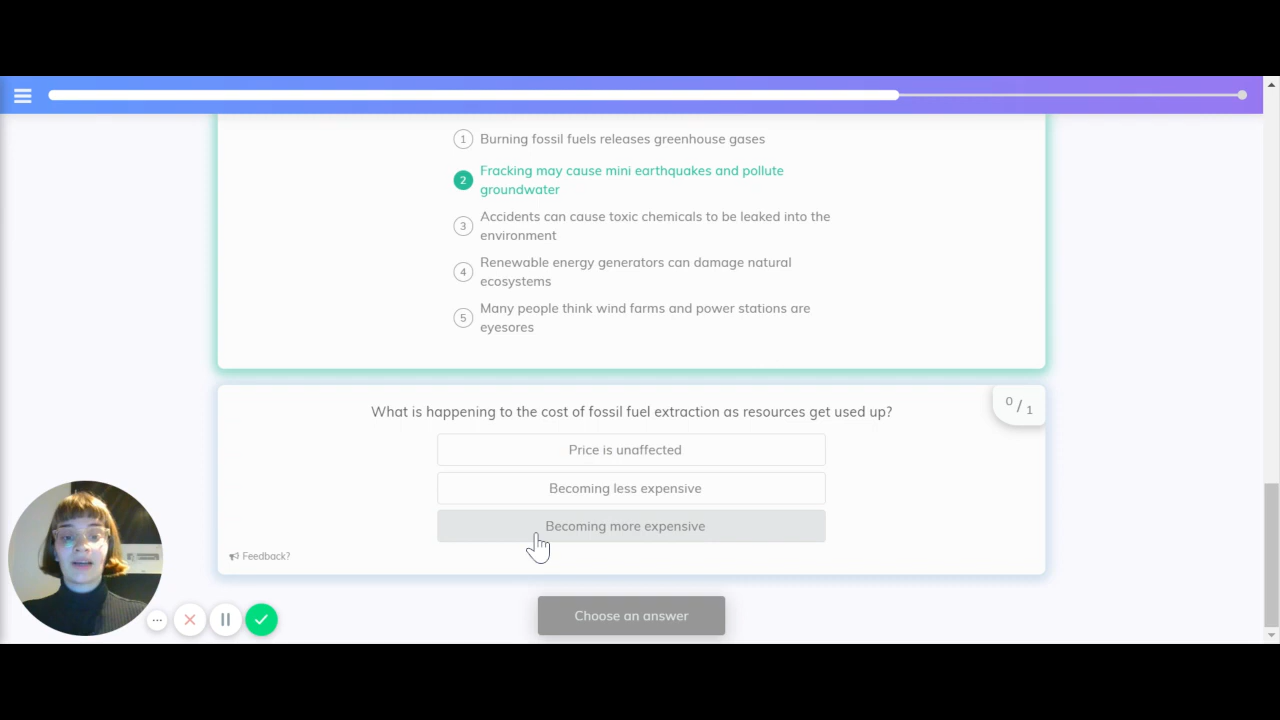 1 Burning fossil fuels releases greenhouse gases
2 Fracking may cause mini earthquakes and pollute
groundwater
3 Accidents can cause toxic chemicals to be leaked into the
environment
4 Renewable energy generators can damage natural
ecosystems
5 Many people think wind farms and power stations are
eyesores
0 / 1
What is happening to the cost of fossil fuel extraction as resources get used up?
Price is unaffected
Becoming less expensive
Becoming more expensive
Feedback?
Choose an answer